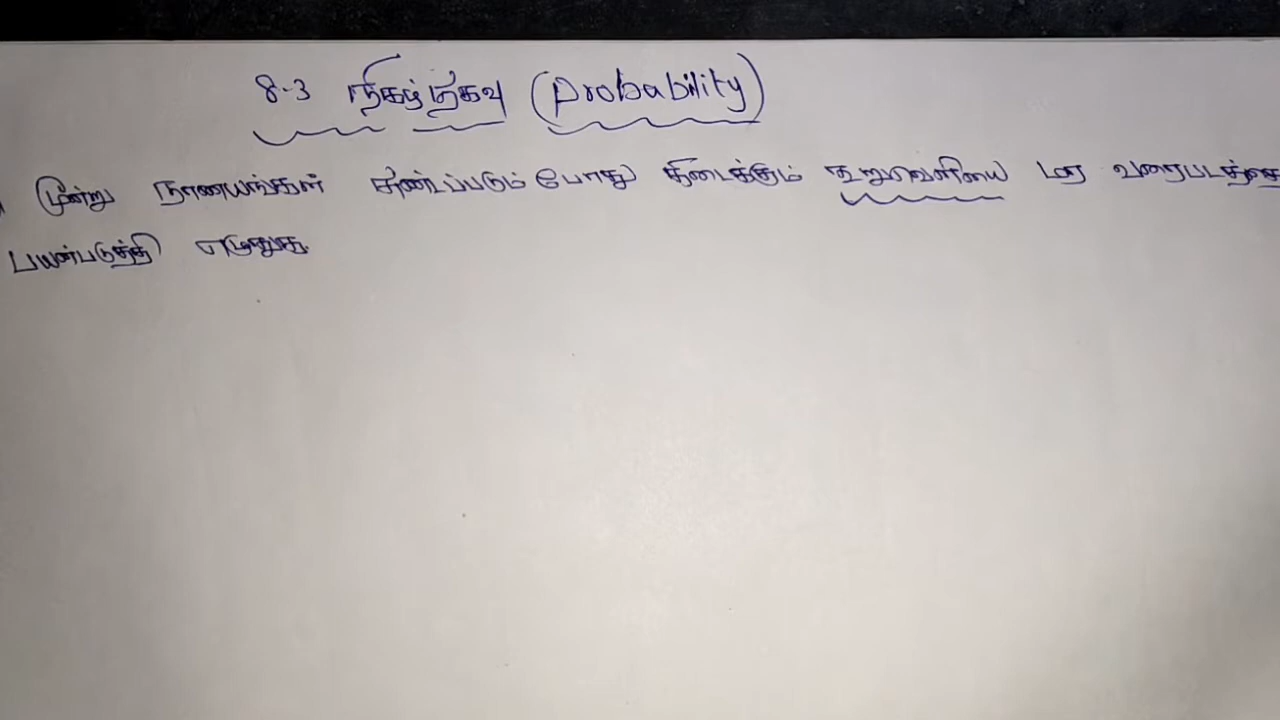 8-3 நிகழ்தகவு (Probability)
மூன்று நாணயங்கள் சுண்டப்படும்போது கிடைக்கும் கூறுவெளியை மர வரைபடத்தை
பயன்படுத்தி எழுதுக.